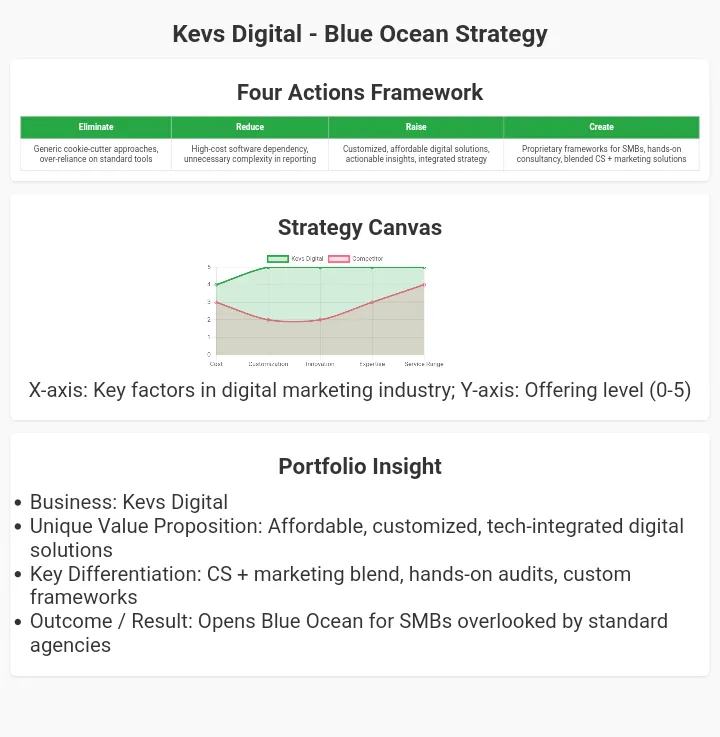 Kevs Digital - Blue Ocean Strategy
Four Actions Framework
Eliminate
Reduce
Raise
Create
Generic cookie-cutter approaches,
over-reliance on standard tools
High-cost software dependency,
unnecessary complexity in reporting
Customized, affordable digital solutions,
actionable insights, integrated strategy
Proprietary frameworks for SMBs, hands-on
consultancy, blended CS + marketing solutions
Strategy Canvas
Kevs Digital
Competitor
5
4
3
2
1
0
Cost
Customization
Innovation
Expertise
Service Range
X-axis: Key factors in digital marketing industry; Y-axis: Offering level (0-5)
Portfolio Insight
• Business: Kevs Digital
• Unique Value Proposition: Affordable, customized, tech-integrated digital
solutions
• Key Differentiation: CS + marketing blend, hands-on audits, custom
frameworks
• Outcome / Result: Opens Blue Ocean for SMBs overlooked by standard
agencies